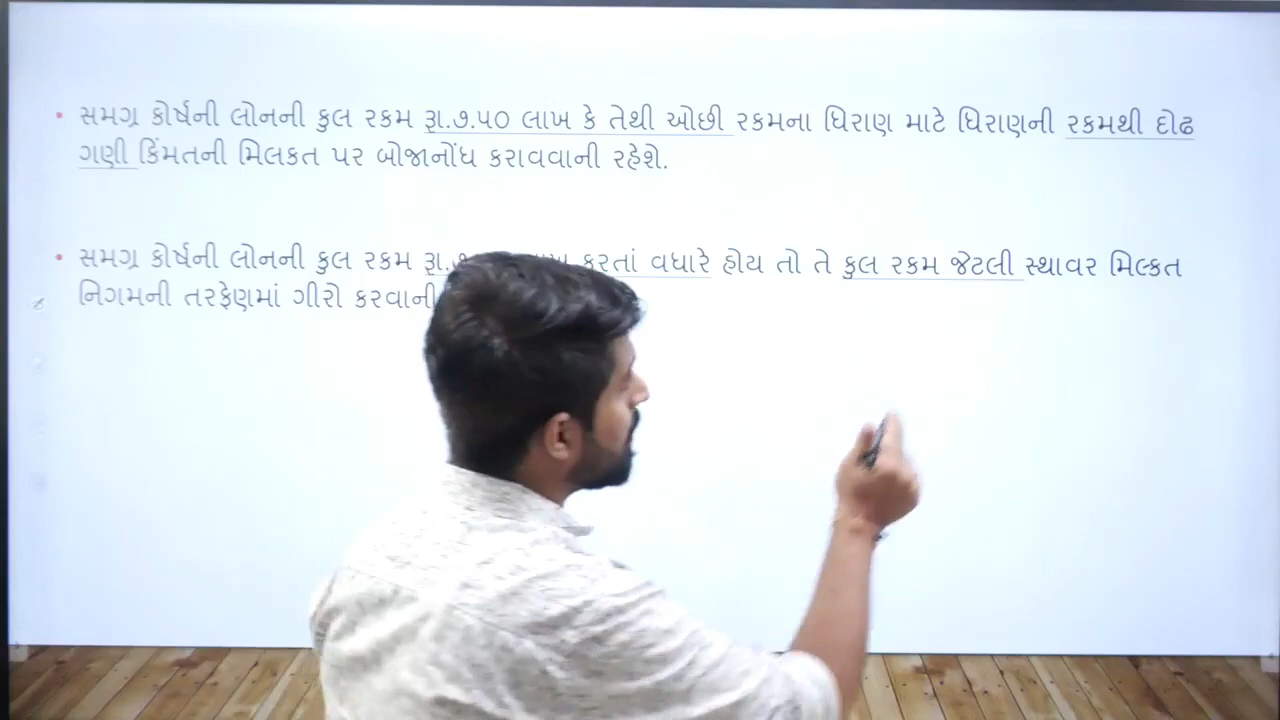 • સમગ્ર કોર્ષની લોનની કુલ રકમ રૂા.૭.૫૦ લાખ કે તેથી ઓછી રકમના ધિરાણ માટે ધિરાણની રકમથી દોઢ
ગણી કિંમતની મિલકત પર બોજાનોંધ કરાવવાની રહેશે.
• સમગ્ર કોર્ષની લોનની કુલ રકમ રૂા. કરતાં વધારે હોય તો તે કુલ રકમ જેટલી સ્થાવર મિલ્કત
નિગમની તરફેણમાં ગીરો કરવાની